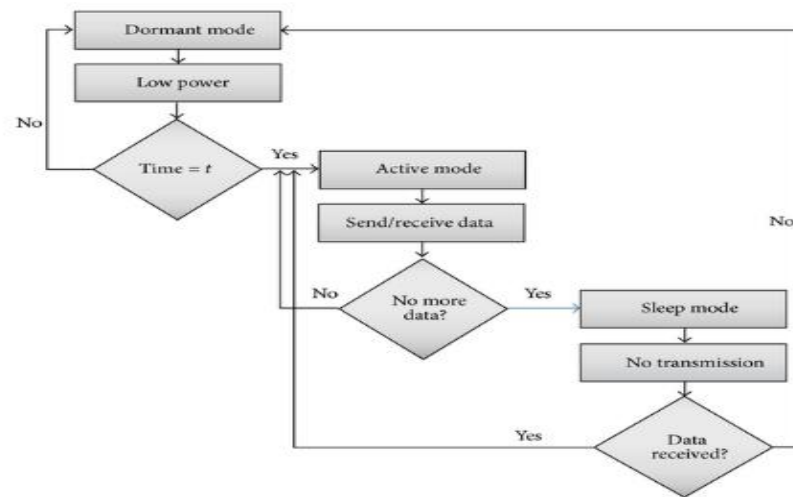 Dormant mode
Low power
No
Time = t
Yes
Active mode
Send/receive data
No
No more
data?
No
Yes
Sleep mode
No transmission
Yes
Data
received?